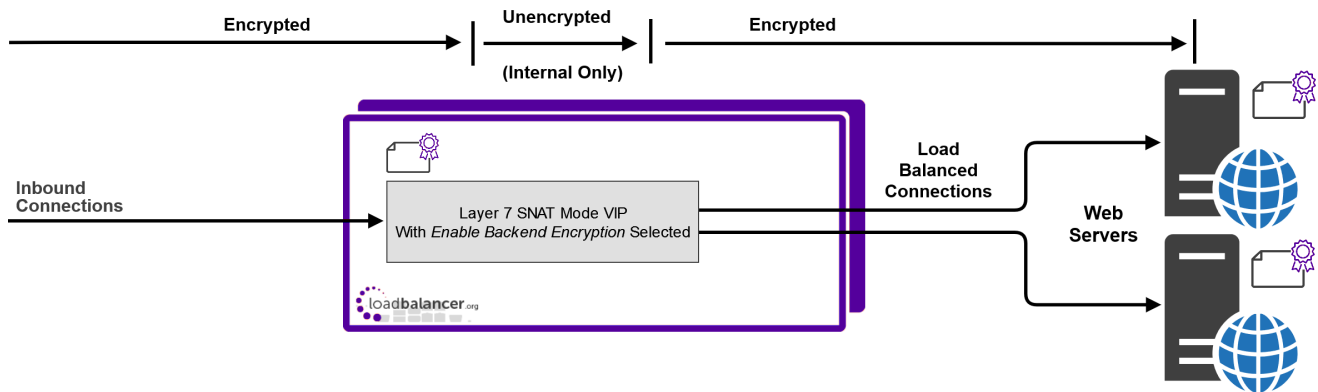 Encrypted
Unencrypted
(Internal Only)
Encrypted
Inbound
Connections
Layer 7 SNAT Mode VIP
With Enable Backend Encryption Selected
loadbalancer.org
Load
Balanced
Connections
Web
Servers